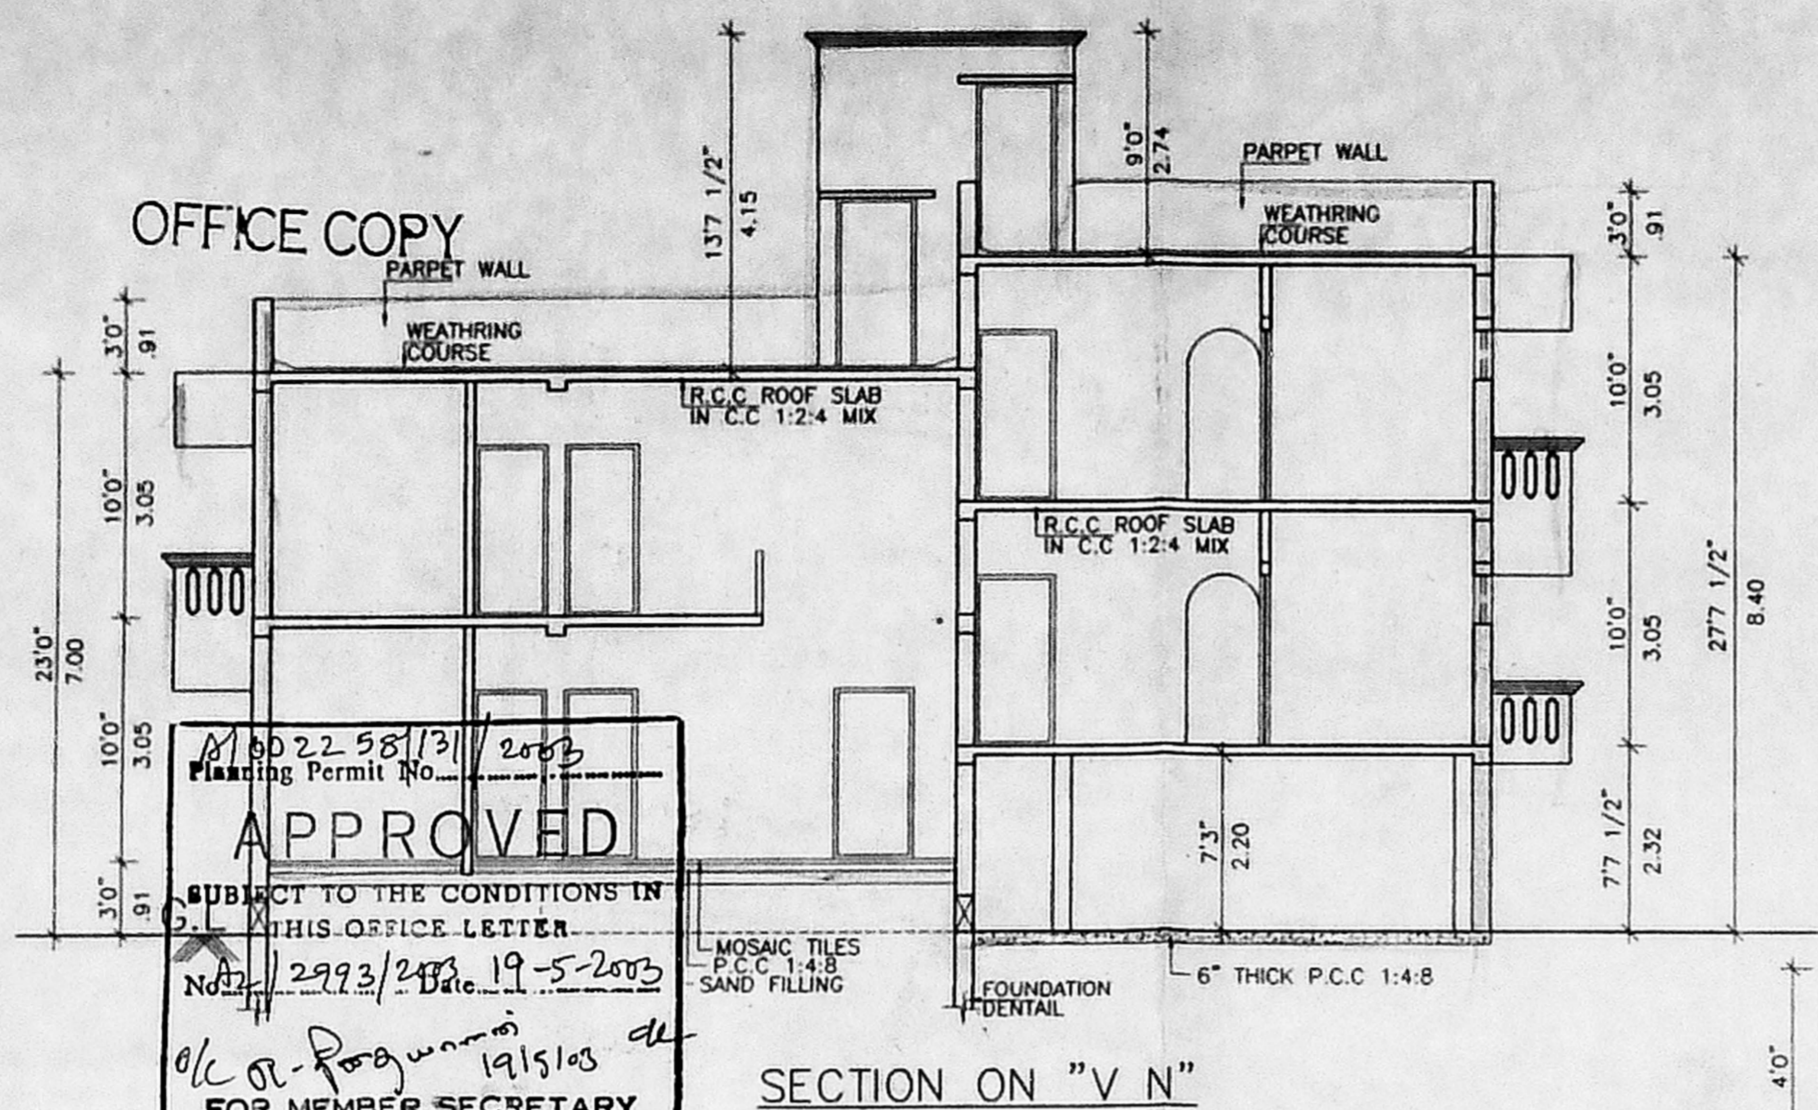 OFFICE COPY
PARPET WALL
WEATHRING
COURSE
13'7 1/2"
4.15
9'0"
2.74
PARPET WALL
WEATHRING
COURSE
3'0"
.91
3'0"
.91
R.C.C ROOF SLAB
IN C.C 1:2:4 MIX
10'0"
3.05
10'0"
3.05
R.C.C ROOF SLAB
IN C.C 1:2:4 MIX
23'0"
7.00
27'7 1/2"
8.40
10'0"
3.05
10'0"
3.05
7'3"
2.20
7'7 1/2"
2.32
3'0"
.91
G.L
2003
Planning Permit No.
APPROVED
SUBJECT TO THE CONDITIONS IN
THIS OFFICE LETTER
No. A2/2993/2003 Date 19-5-2003
19/5/03
FOR MEMBER SECRETARY
MOSAIC TILES
P.C.C 1:4:8
SAND FILLING
FOUNDATION
DENTAIL
6" THICK P.C.C 1:4:8
4'0"
SECTION ON "V N"